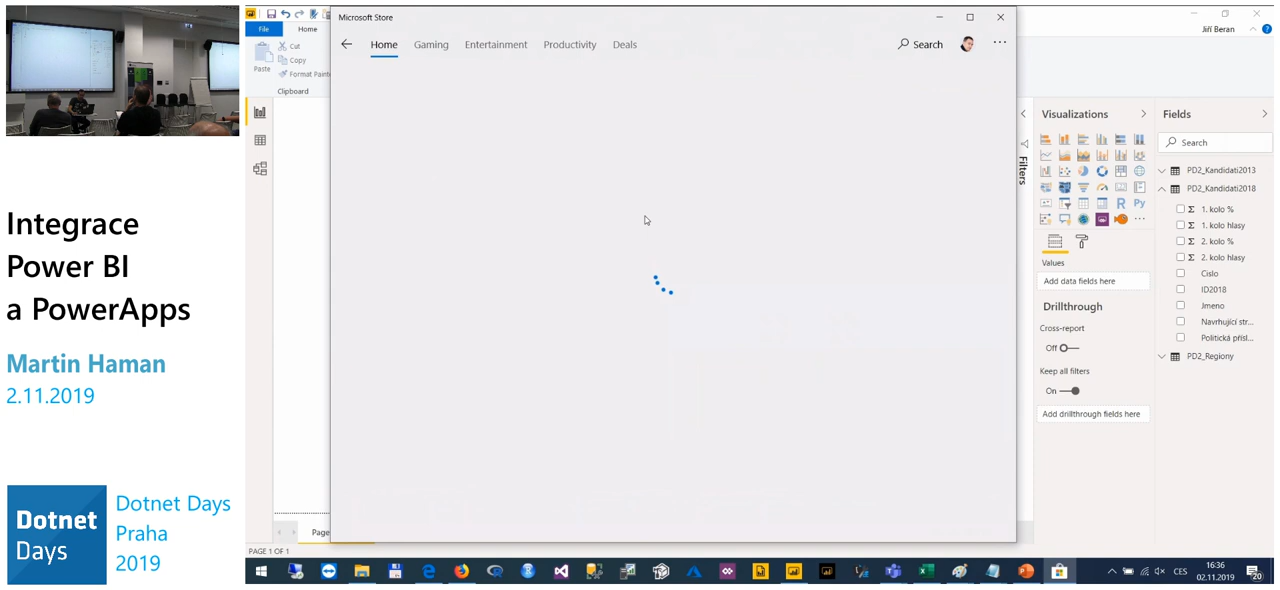 Integrace
Power BI
a PowerApps
Martin Haman
2.11.2019
Dotnet
Days
Dotnet Days
Praha
2019
File
Home
Paste
Cut
Copy
Format Painte
Clipboard
Page
PAGE 1 OF 1
Microsoft Store
Home
Gaming
Entertainment
Productivity
Deals
Search
Jiří Beran
Filters
Visualizations
R
Py
Values
Add data fields here
Drillthrough
Cross-report
Off
Keep all filters
On
Add drillthrough fields here
Fields
Search
PD2_Kandidati2013
PD2_Kandidati2018
Σ 1. kolo %
Σ 1. kolo hlasy
Σ 2. kolo %
Σ 2. kolo hlasy
Cislo
ID2018
Jmeno
Navrhující str...
Politická přísl...
PD2_Regiony
CES
16:36
02.11.2019
20